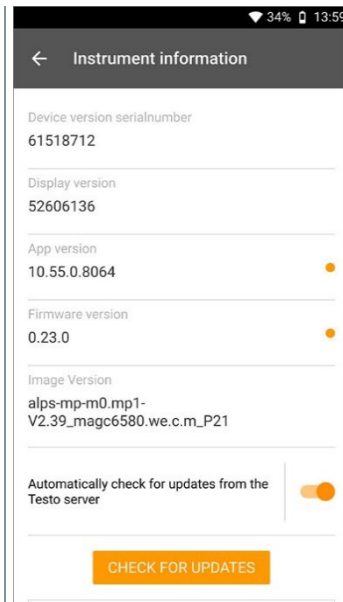 34% 13:59
Instrument information
Device version serialnumber
61518712
Display version
52606136
App version
10.55.0.8064
Firmware version
0.23.0
Image Version
alps-mp-m0.mp1-
V2.39_magc6580.we.c.m_P21
Automatically check for updates from the
Testo server
CHECK FOR UPDATES